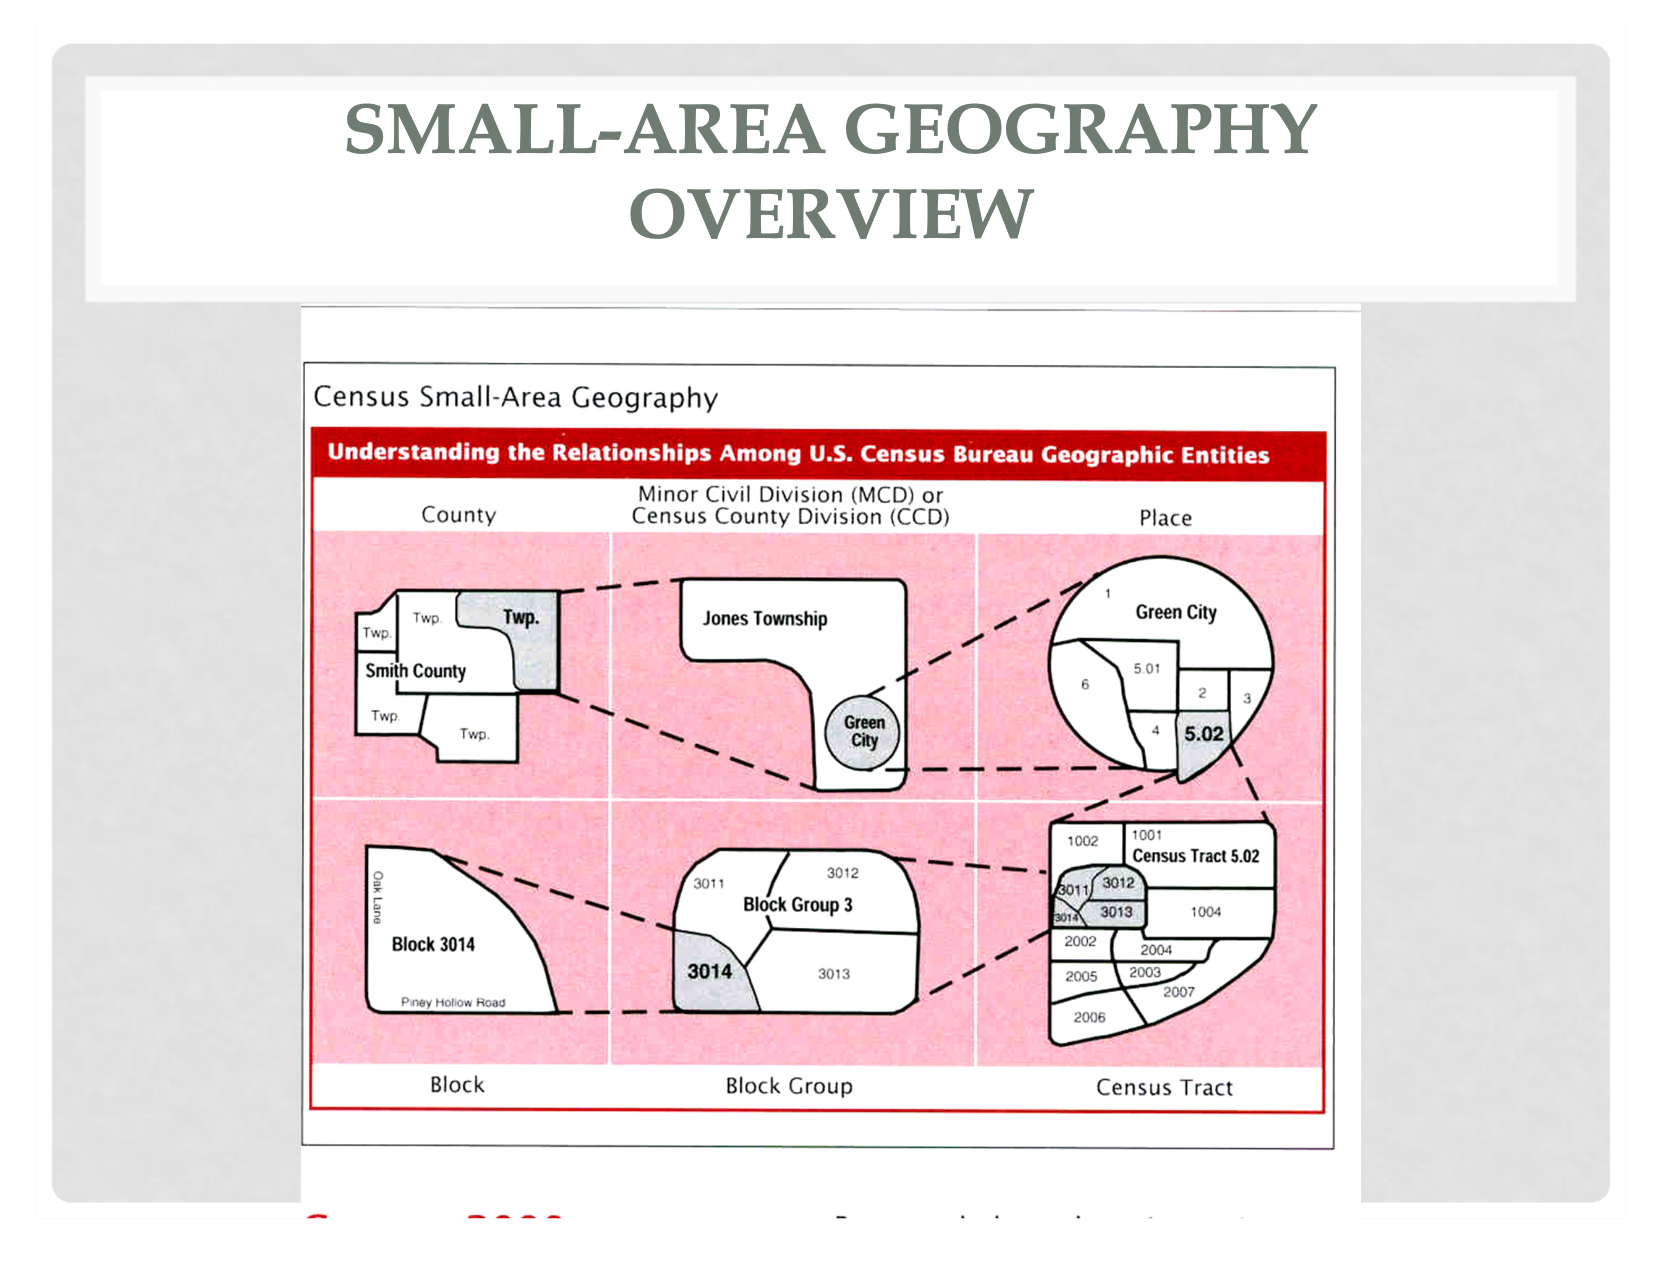 SMALL-AREA GEOGRAPHY
OVERVIEW
Census Small-Area Geography
Understanding the Relationships Among U.S. Census Bureau Geographic Entities
County
Minor Civil Division (MCD) or
Census County Division (CCD)
Place
Twp.
Twp.
Twp.
Smith County
Twp.
Twp.
Jones Township
Green
City
1
Green City
5.01
6
2
3
4
5.02
Oak Lane
Block 3014
Piney Hollow Road
3011
3012
Block Group 3
3014
3013
1002
1001
Census Tract 5.02
3011
3012
3014
3013
1004
2002
2004
2005
2003
2007
2006
Block
Block Group
Census Tract